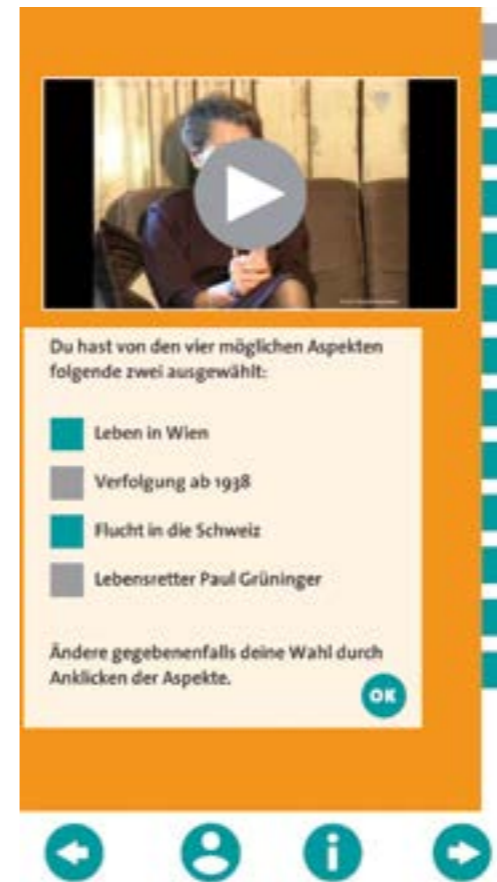 Du hast von den vier möglichen Aspekten
folgende zwei ausgewählt:
Leben in Wien
Verfolgung ab 1938
Flucht in die Schweiz
Lebensretter Paul Grüninger
Ändere gegebenenfalls deine Wahl durch
Anklicken der Aspekte.
OK